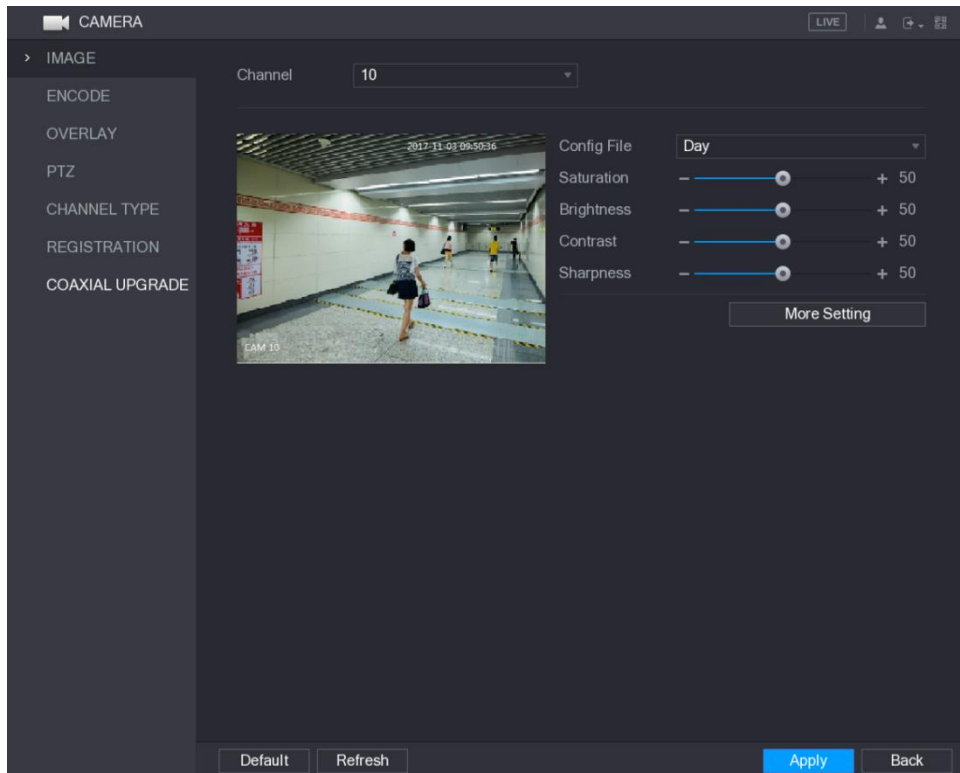 CAMERA
LIVE
IMAGE
ENCODE
OVERLAY
PTZ
CHANNEL TYPE
REGISTRATION
COAXIAL UPGRADE
Channel 10
2017-11-03 09:50:36
CAM 10
Config File Day
Saturation - + 50
Brightness - + 50
Contrast - + 50
Sharpness - + 50
More Setting
Default Refresh Apply Back